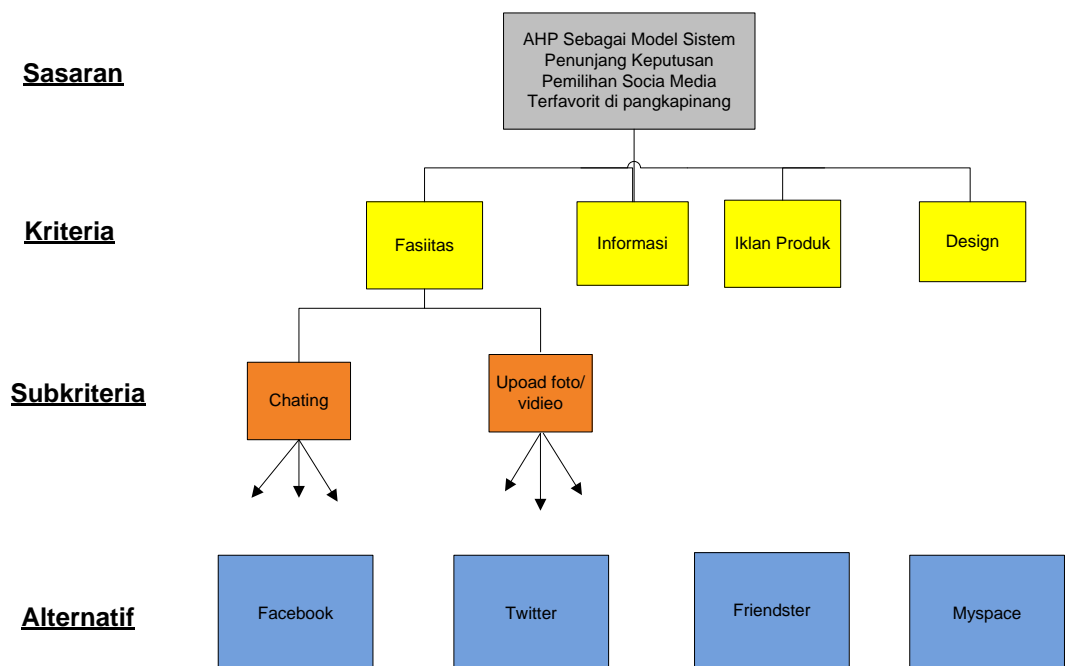 Sasaran
AHP Sebagai Model Sistem
Penunjang Keputusan
Pemilihan Socia Media
Terfavorit di pangkapinang
Kriteria
Fasiitas
Informasi
Iklan Produk
Design
Subkriteria
Chating
Upoad foto/
vidieo
Alternatif
Facebook
Twitter
Friendster
Myspace